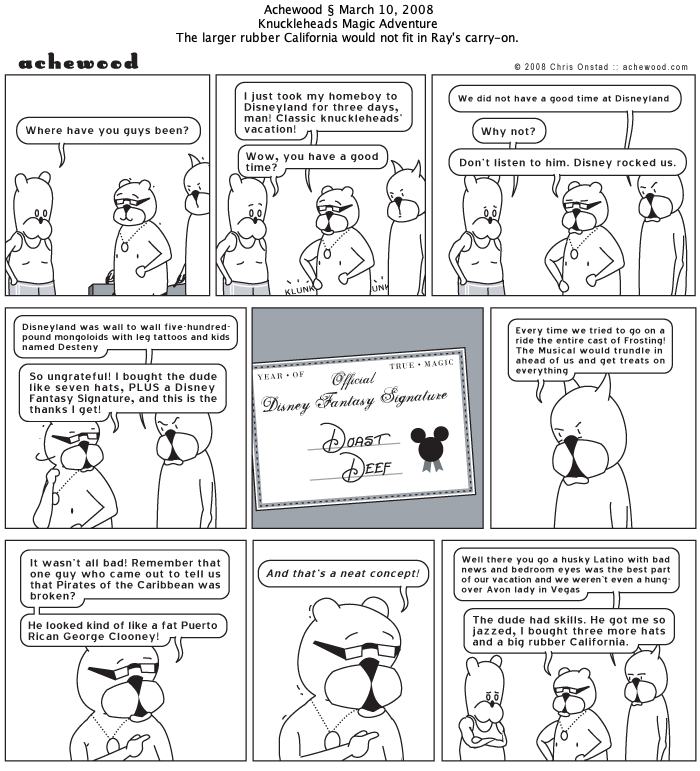 Achewood § March 10, 2008
Knuckleheads Magic Adventure
The larger rubber California would not fit in Ray's carry-on.
achewood
© 2008 Chris Onstad :: achewood.com
Where have you guys been?
I just took my homeboy to
Disneyland for three days,
man! Classic knuckleheads'
vacation!
Wow, you have a good
time?
KLUNK
UNK
We did not have a good time at Disneyland
Why not?
Don't listen to him. Disney rocked us.
Disneyland was wall to wall five-hundred-
pound mongoloids with leg tattoos and kids
named Desteny
So ungrateful! I bought the dude
like seven hats, PLUS a Disney
Fantasy Signature, and this is the
thanks I get!
YEAR • OF
TRUE • MAGIC
Official
Disney Fantasy Signature
DOAST
DEEF
Every time we tried to go on a
ride the entire cast of Frosting!
The Musical would trundle in
ahead of us and get treats on
everything
It wasn't all bad! Remember that
one guy who came out to tell us
that Pirates of the Caribbean was
broken?
He looked kind of like a fat Puerto
Rican George Clooney!
And that's a neat concept!
Well there you go a husky Latino with bad
news and bedroom eyes was the best part
of our vacation and we weren't even a hung-
over Avon lady in Vegas
The dude had skills. He got me so
jazzed, I bought three more hats
and a big rubber California.